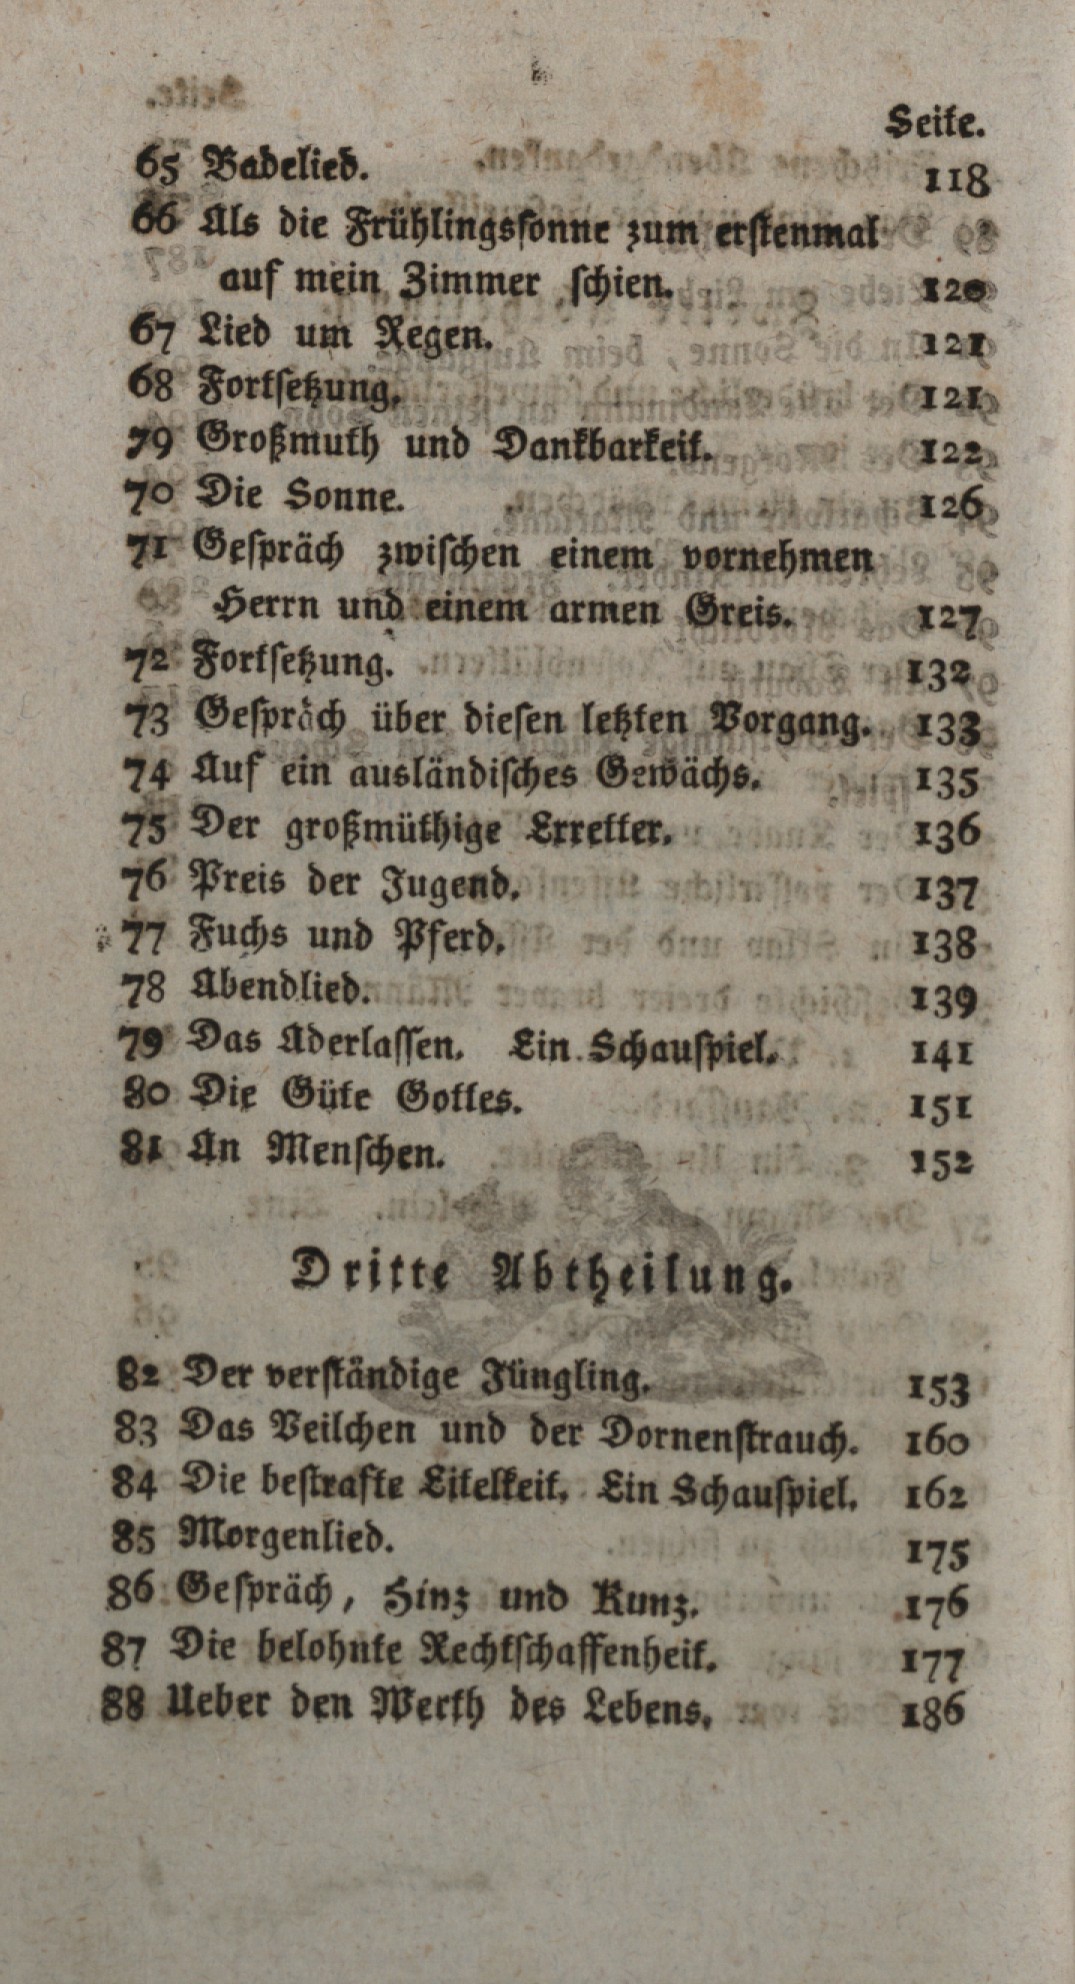 Seite.
65 Badelied. 118
66 Als die Frühlingssonne zum erstenmal
auf mein Zimmer schien. 120
67 Lied um Regen. 121
68 Fortsetzung. 121
79 Großmuth und Dankbarkeit. 122
70 Die Sonne. 126
71 Gespräch zwischen einem vornehmen
Herrn und einem armen Greis. 127
72 Fortsetzung. 132
73 Gespräch über diesen letzten Vorgang. 133
74 Auf ein ausländisches Gewächs. 135
75 Der großmüthige Erretter. 136
76 Preis der Jugend. 137
77 Fuchs und Pferd. 138
78 Abendlied. 139
79 Das Aderlassen. Ein Schauspiel. 141
80 Die Güte Gottes. 151
81 An Menschen. 152
Dritte Abtheilung.
82 Der verständige Jüngling. 153
83 Das Veilchen und der Dornenstrauch. 160
84 Die bestrafte Eitelkeit. Ein Schauspiel. 162
85 Morgenlied. 175
86 Gespräch, Hinz und Kunz. 176
87 Die belohnte Rechtschaffenheit. 177
88 Ueber den Werth des Lebens. 186